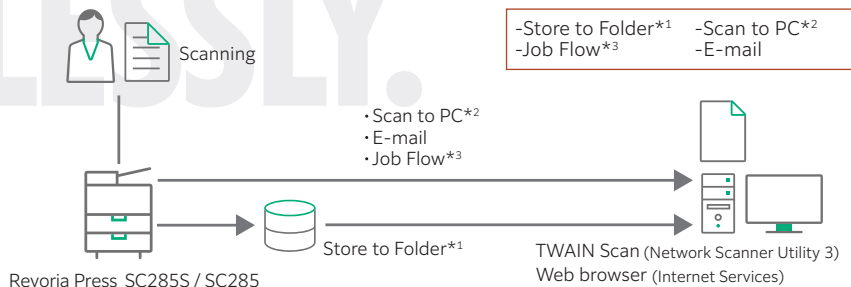 LESSLY.
Scanning
-Store to Folder*1 -Scan to PC*2
-Job Flow*3 -E-mail
・Scan to PC*2
・E-mail
・Job Flow*3
Store to Folder*1
TWAIN Scan (Network Scanner Utility 3)
Web browser (Internet Services)
Revoria Press SC285S / SC285